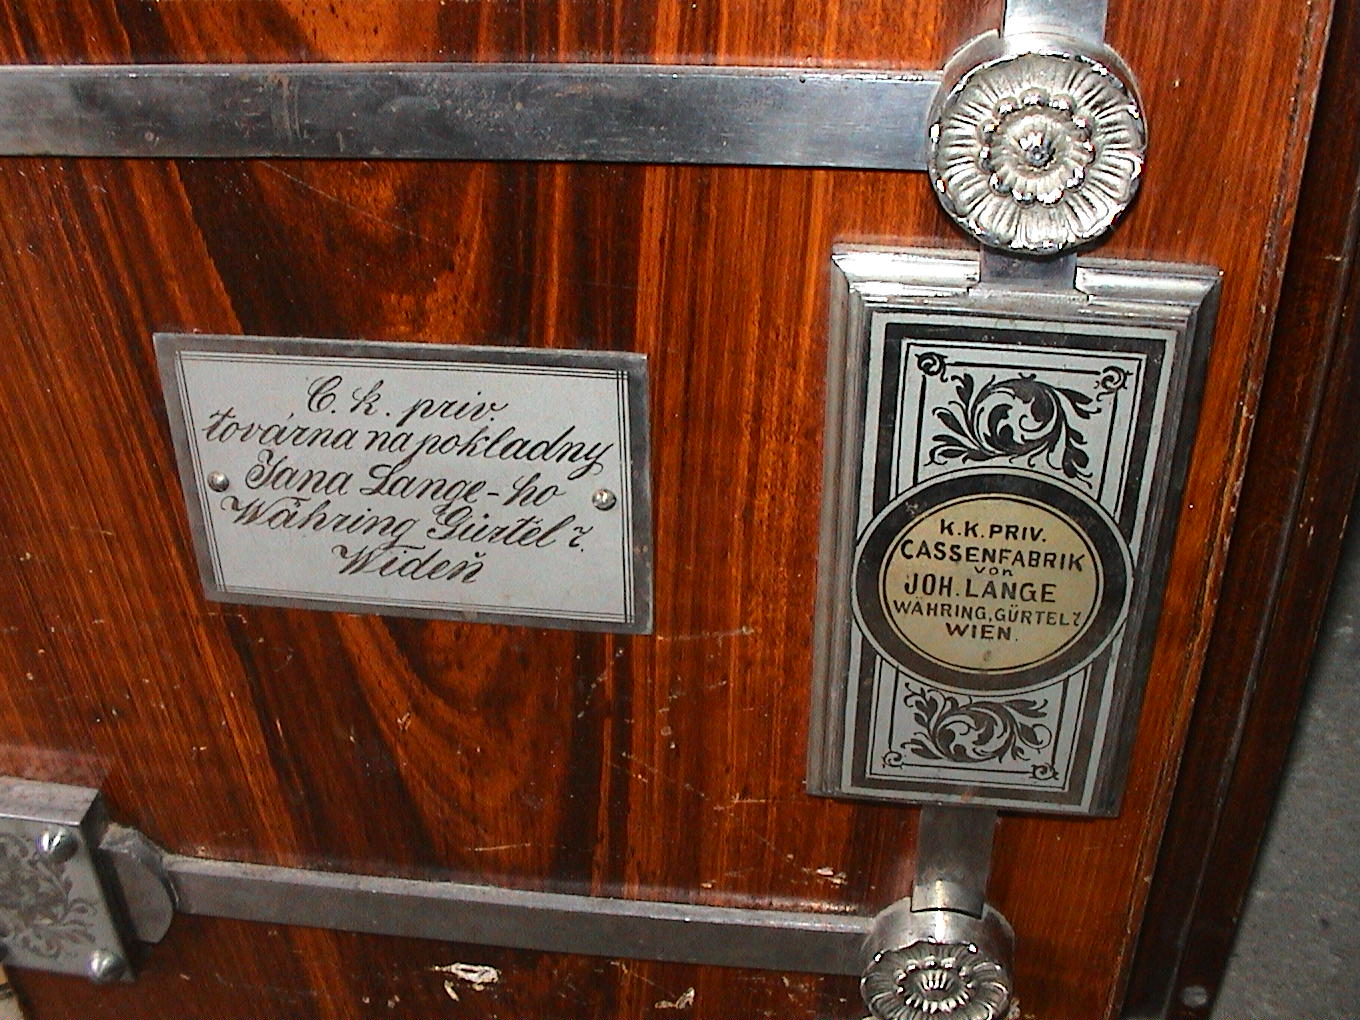 C. k. priv.
továrna na pokladny
Jana Lange-ho
Währing Gürtel 7.
Wídeň
K. K. PRIV.
CASSENFABRIK
von
JOH. LANGE
WÄHRING, GÜRTEL 7
WIEN.